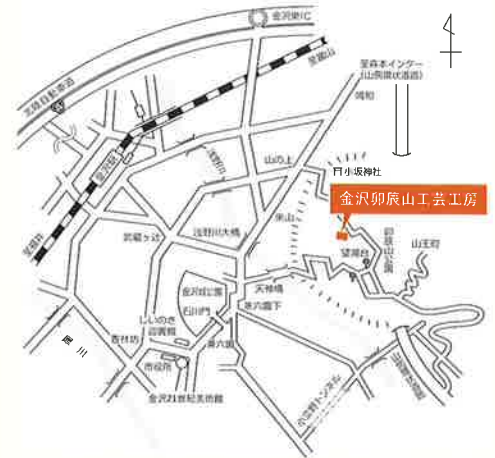 金沢東IC
至富山
至森本インター
(山側環状道路)
鳴和
北陸自動車道
浅野川
山の上
小坂神社
金沢駅
金沢卯辰山工芸工房
至福井
武蔵ヶ辻
浅野川大橋
東山
望湖台
卯辰山公園
山王町
金沢城公園
天神橋
石川門
兼六園下
しいのき
迎賓館
香林坊
兼六園
犀川
市役所
金沢21世紀美術館
小立野トンネル